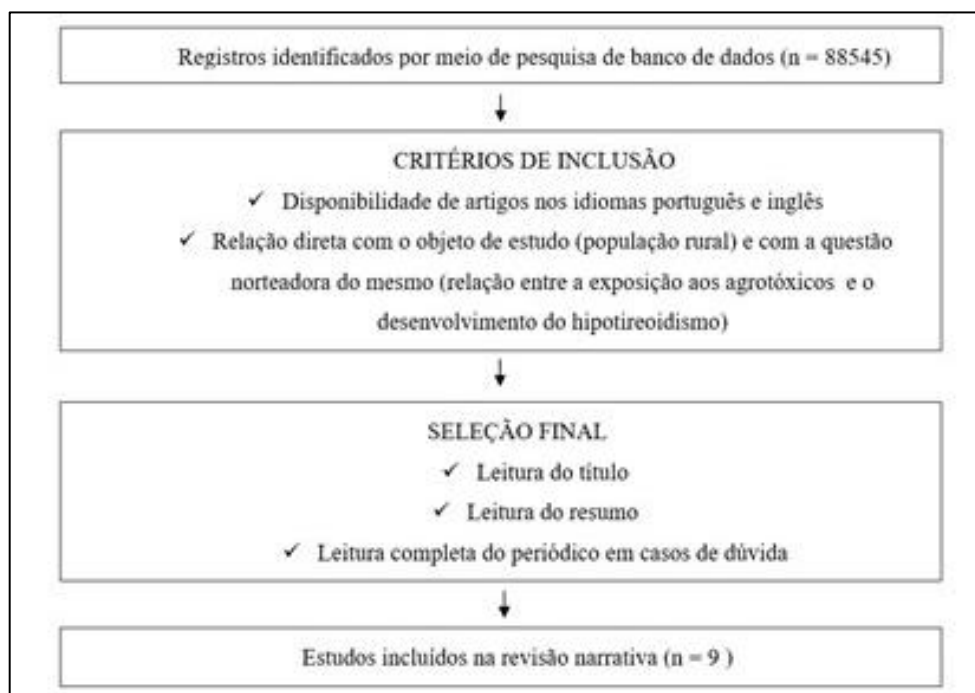 Registros identificados por meio de pesquisa de banco de dados (n = 88545)
CRITÉRIOS DE INCLUSÃO
✓ Disponibilidade de artigos nos idiomas português e inglês
✓ Relação direta com o objeto de estudo (população rural) e com a questão
norteadora do mesmo (relação entre a exposição aos agrotóxicos e o
desenvolvimento do hipotireoidismo)
SELEÇÃO FINAL
✓ Leitura do título
✓ Leitura do resumo
✓ Leitura completa do periódico em casos de dúvida
Estudos incluídos na revisão narrativa (n = 9 )